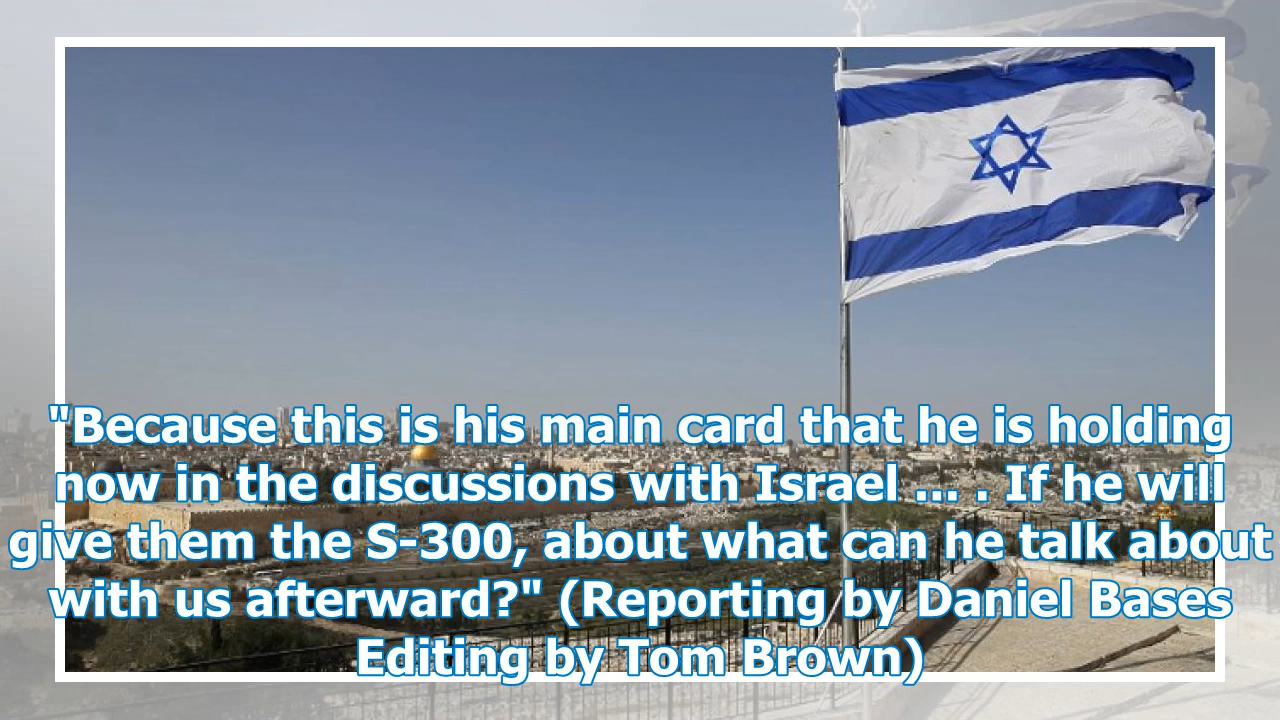 "Because this is his main card that he is holding
now in the discussions with Israel ... . If he will
give them the S-300, about what can he talk about
with us afterward?" (Reporting by Daniel Bases
Editing by Tom Brown)